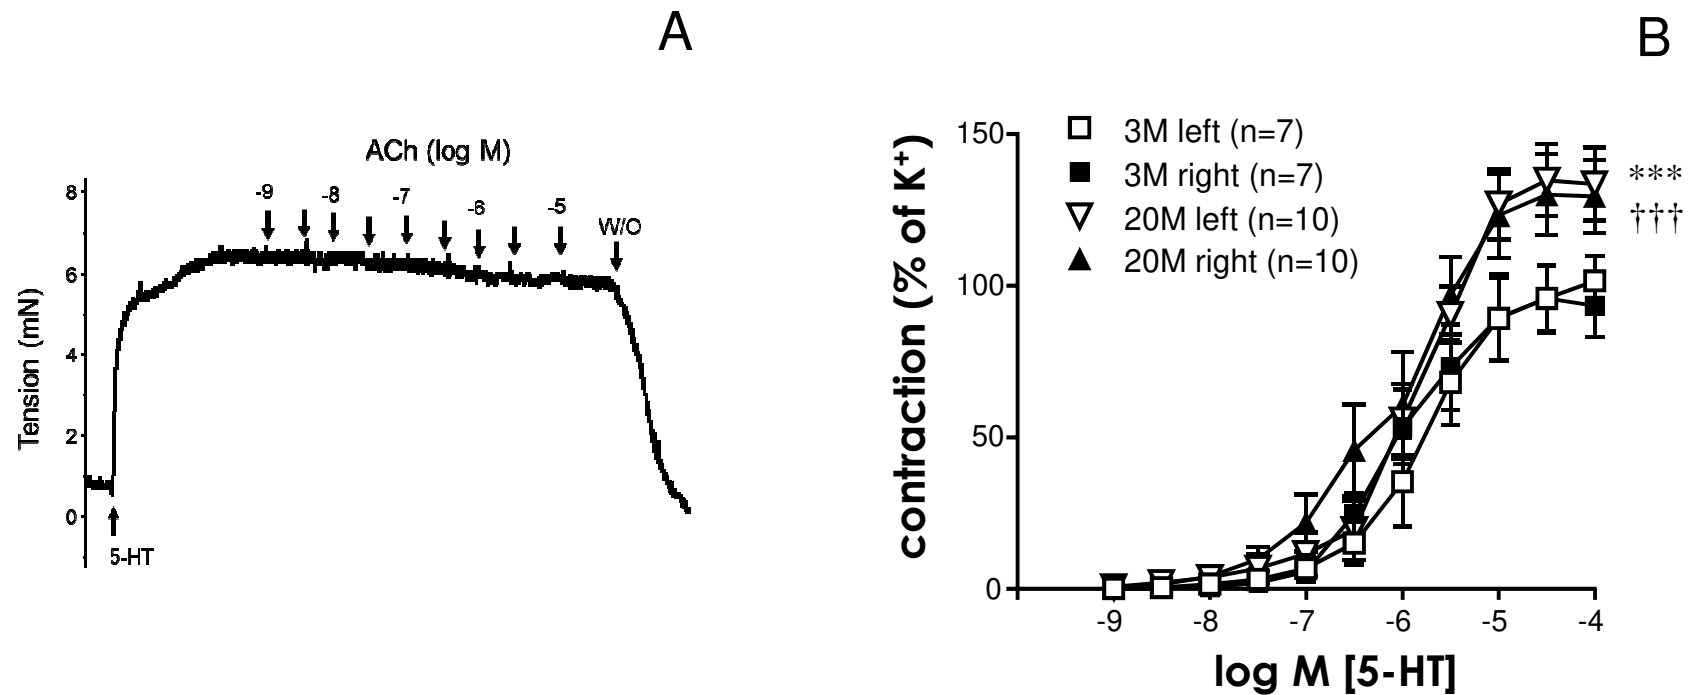 A
ACh (log M)
-9
-8
-7
-6
-5
W/O
8
6
4
2
0
Tension (mN)
5-HT
B
150
100
50
0
contraction (% of K⁺)
3M left (n=7)
3M right (n=7)
20M left (n=10)
20M right (n=10)
***
†††
-9
-8
-7
-6
-5
-4
log M [5-HT]